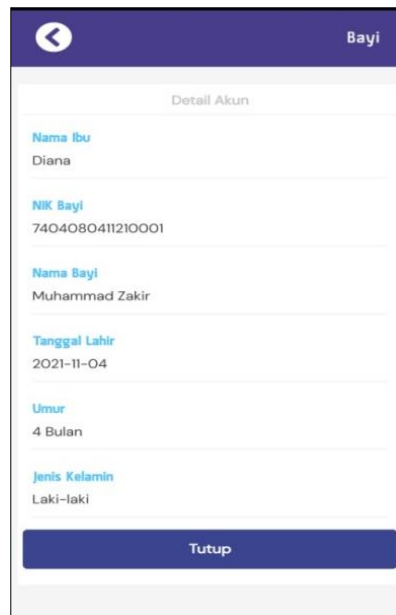 Bayi
Detail Akun
Nama Ibu
Diana
NIK Bayi
7404080411210001
Nama Bayi
Muhammad Zakir
Tanggal Lahir
2021-11-04
Umur
4 Bulan
Jenis Kelamin
Laki-laki
Tutup